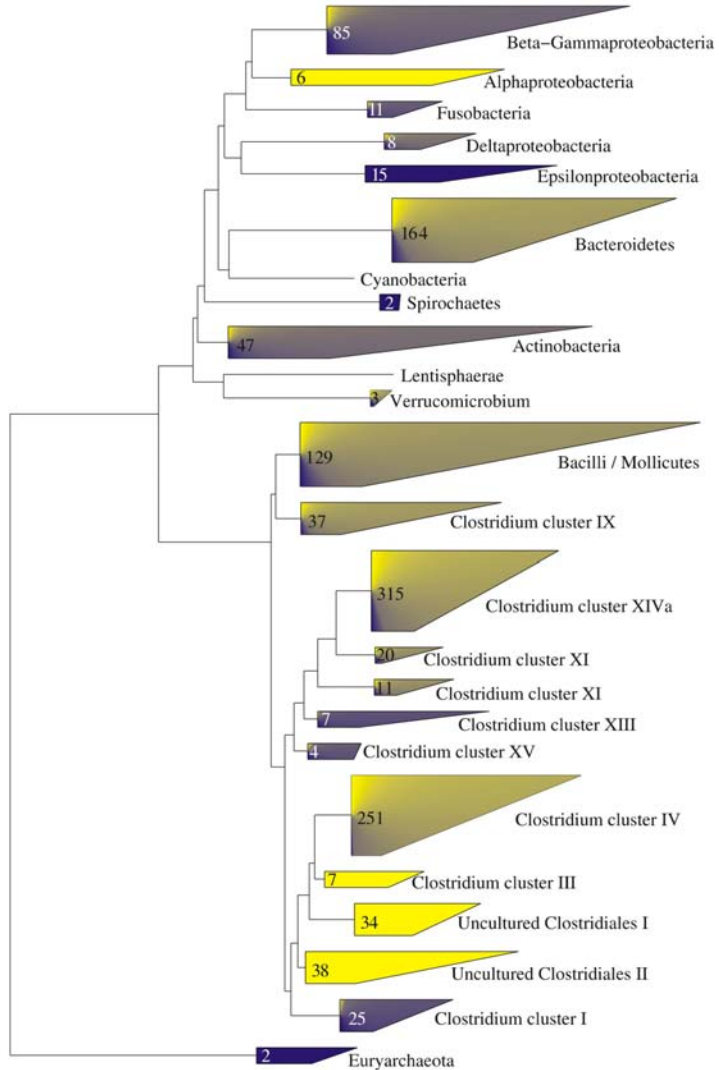 85
Beta-Gammaproteobacteria
6
Alphaproteobacteria
11
Fusobacteria
8
Deltaproteobacteria
15
Epsilonproteobacteria
164
Bacteroidetes
Cyanobacteria
2
Spirochaetes
47
Actinobacteria
Lentisphaerae
3
Verrucomicrobium
129
Bacilli / Mollicutes
37
Clostridium cluster IX
315
Clostridium cluster XIVa
20
Clostridium cluster XI
11
Clostridium cluster XI
7
Clostridium cluster XIII
4
Clostridium cluster XV
251
Clostridium cluster IV
7
Clostridium cluster III
34
Uncultured Clostridiales I
38
Uncultured Clostridiales II
25
Clostridium cluster I
2
Euryarchaeota